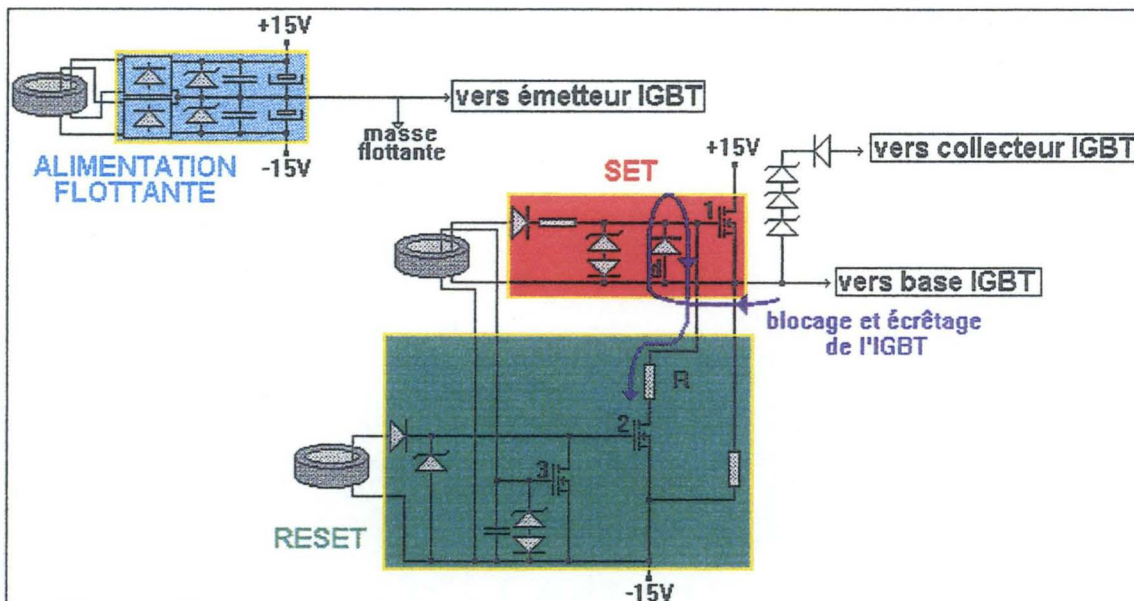 +15V
vers émetteur IGBT
masse
flottante
-15V
ALIMENTATION
FLOTTANTE
+15V
vers collecteur IGBT
SET
1
vers base IGBT
blocage et écrêtage
de l'IGBT
R
2
3
RESET
-15V